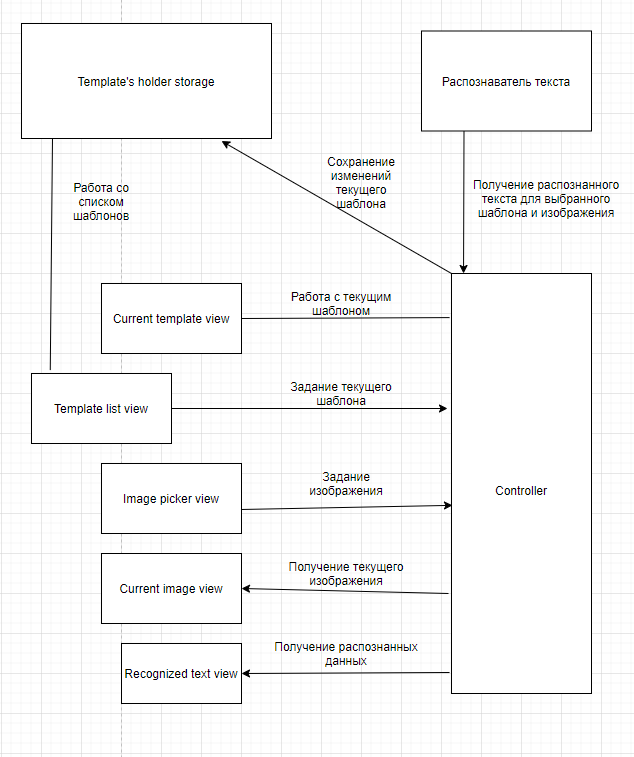 Template's holder storage
Распознаватель текста
Сохранение
изменений
текущего
шаблона
Работа со
списком
шаблонов
Получение распознанного
текста для выбранного
шаблона и изображения
Работа с текущим
шаблоном
Current template view
Задание текущего
шаблона
Template list view
Задание
изображения
Image picker view
Controller
Получение текущего
изображения
Current image view
Получение распознанных
данных
Recognized text view